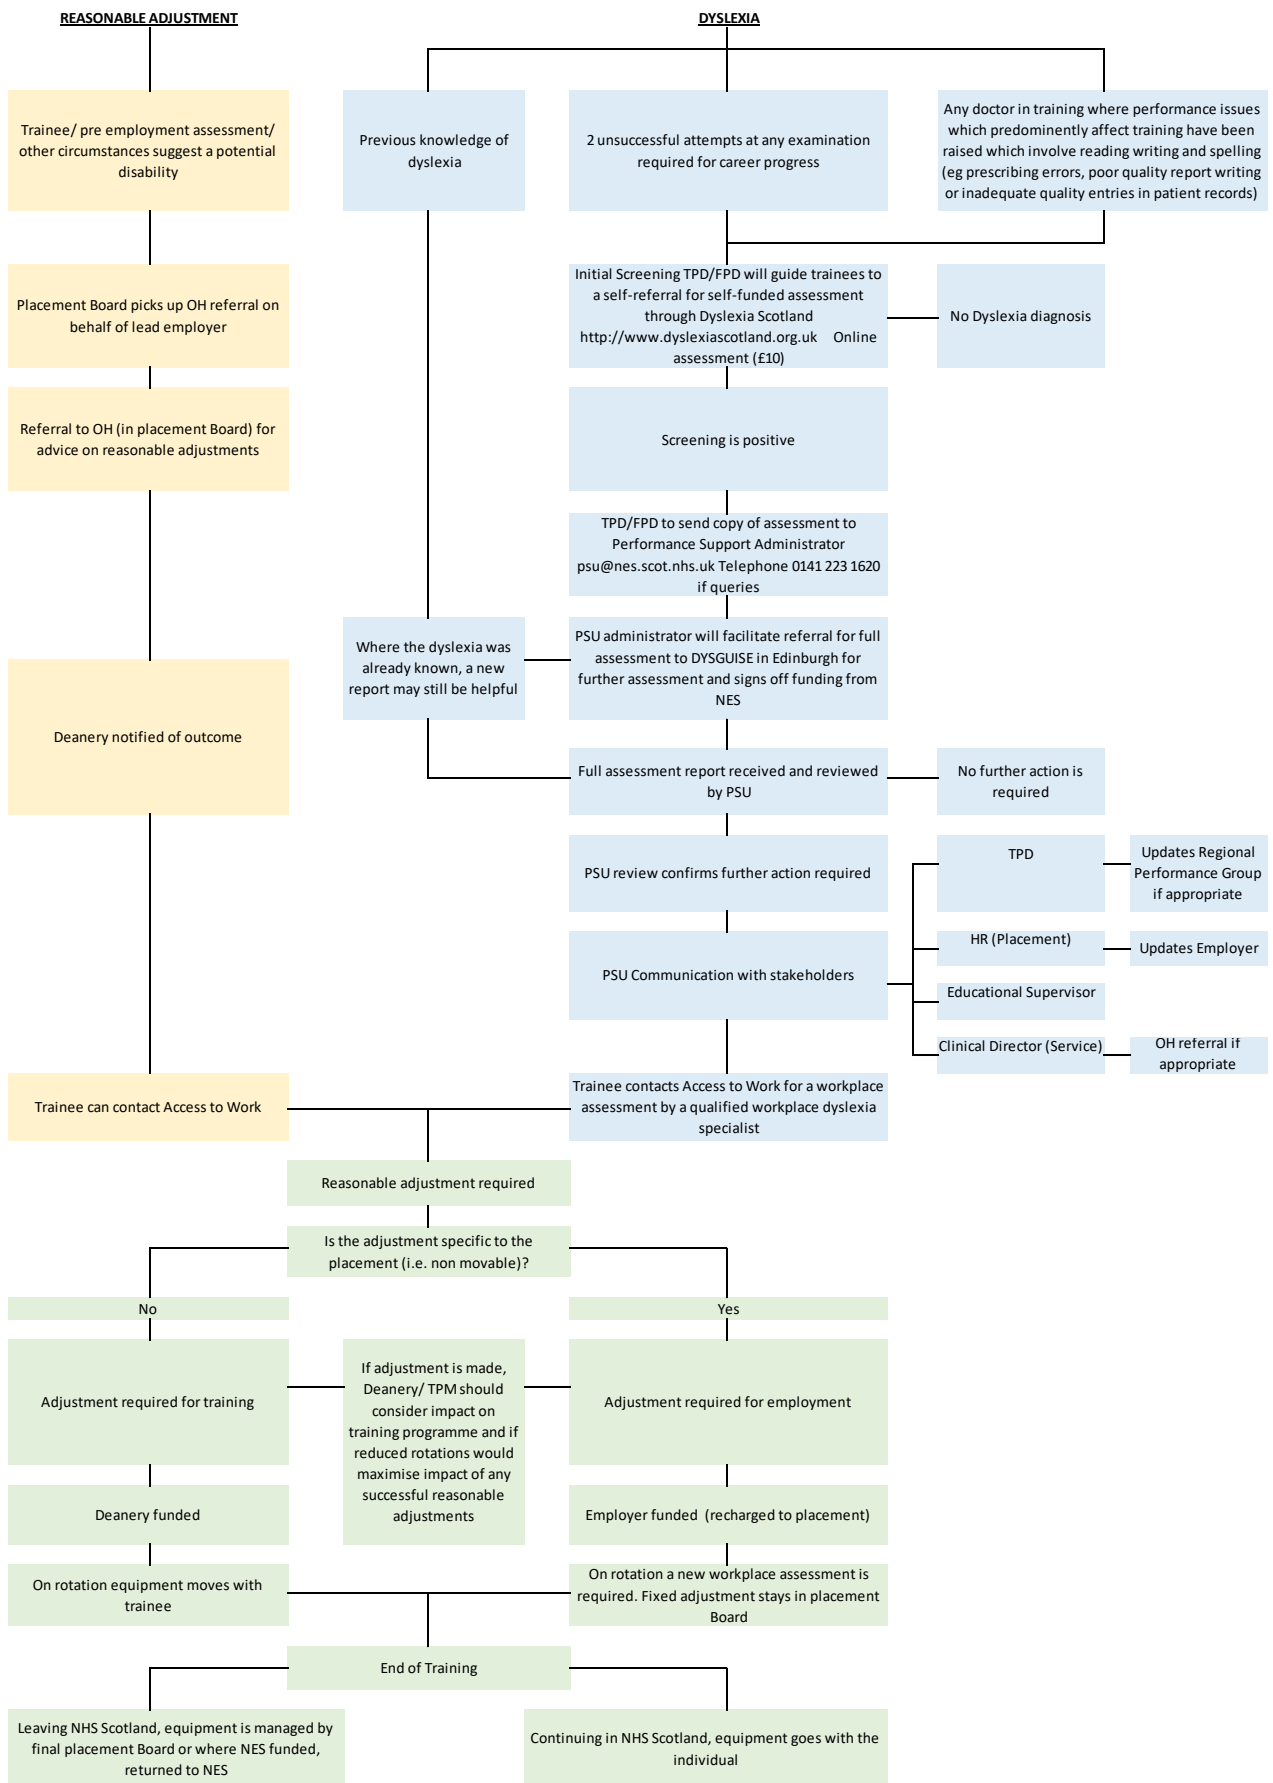 REASONABLE ADJUSTMENT
DYSLEXIA
Trainee/ pre employment assessment/
other circumstances suggest a potential
disability
Previous knowledge of
dyslexia
2 unsuccessful attempts at any examination
required for career progress
Any doctor in training where performance issues
which predominently affect training have been
raised which involve reading writing and spelling
(eg prescribing errors, poor quality report writing
or inadequate quality entries in patient records)
Placement Board picks up OH referral on
behalf of lead employer
Initial Screening TPD/FPD will guide trainees to
a self-referral for self-funded assessment
through Dyslexia Scotland
http://www.dyslexiascotland.org.uk Online
assessment (£10)
No Dyslexia diagnosis
Referral to OH (in placement Board) for
advice on reasonable adjustments
Screening is positive
TPD/FPD to send copy of assessment to
Performance Support Administrator
psu@nes.scot.nhs.uk Telephone 0141 223 1620
if queries
Where the dyslexia was
already known, a new
report may still be helpful
PSU administrator will facilitate referral for full
assessment to DYSGUISE in Edinburgh for
further assessment and signs off funding from
NES
Deanery notified of outcome
Full assessment report received and reviewed
by PSU
No further action is
required
PSU review confirms further action required
TPD
Updates Regional
Performance Group
if appropriate
PSU Communication with stakeholders
HR (Placement)
Updates Employer
Educational Supervisor
Clinical Director (Service)
OH referral if
appropriate
Trainee can contact Access to Work
Trainee contacts Access to Work for a workplace
assessment by a qualified workplace dyslexia
specialist
Reasonable adjustment required
Is the adjustment specific to the
placement (i.e. non movable)?
No
Yes
Adjustment required for training
If adjustment is made,
Deanery/ TPM should
consider impact on
training programme and if
reduced rotations would
maximise impact of any
successful reasonable
adjustments
Adjustment required for employment
Deanery funded
Employer funded (recharged to placement)
On rotation equipment moves with
trainee
On rotation a new workplace assessment is
required. Fixed adjustment stays in placement
Board
End of Training
Leaving NHS Scotland, equipment is managed by
final placement Board or where NES funded,
returned to NES
Continuing in NHS Scotland, equipment goes with the
individual